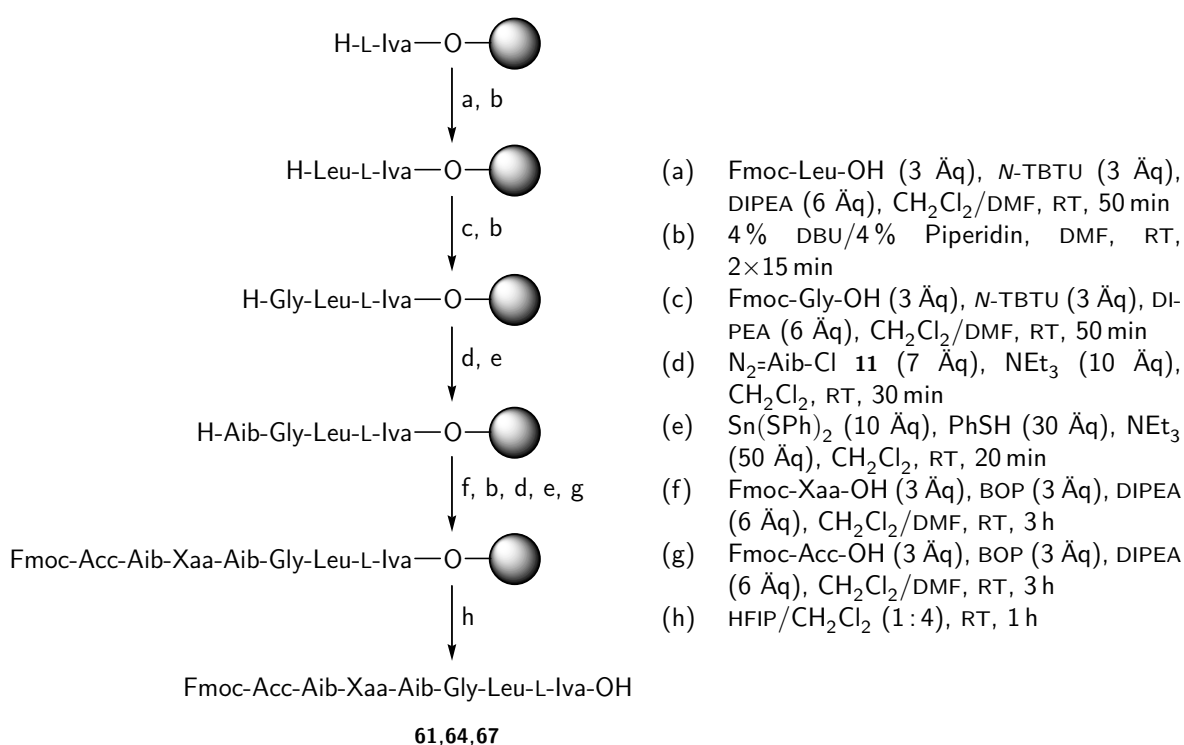 H-L-Iva—O—
a, b
H-Leu-L-Iva—O—
c, b
H-Gly-Leu-L-Iva—O—
d, e
H-Aib-Gly-Leu-L-Iva—O—
f, b, d, e, g
Fmoc-Acc-Aib-Xaa-Aib-Gly-Leu-L-Iva—O—
h
Fmoc-Acc-Aib-Xaa-Aib-Gly-Leu-L-Iva-OH
61,64,67
(a) Fmoc-Leu-OH (3 Äq), N-TBTU (3 Äq),
DIPEA (6 Äq), CH₂Cl₂/DMF, RT, 50 min
(b) 4 % DBU/4 % Piperidin, DMF, RT,
2×15 min
(c) Fmoc-Gly-OH (3 Äq), N-TBTU (3 Äq), DI-
PEA (6 Äq), CH₂Cl₂/DMF, RT, 50 min
(d) N₂=Aib-Cl 11 (7 Äq), NEt₃ (10 Äq),
CH₂Cl₂, RT, 30 min
(e) Sn(SPh)₂ (10 Äq), PhSH (30 Äq), NEt₃
(50 Äq), CH₂Cl₂, RT, 20 min
(f) Fmoc-Xaa-OH (3 Äq), BOP (3 Äq), DIPEA
(6 Äq), CH₂Cl₂/DMF, RT, 3 h
(g) Fmoc-Acc-OH (3 Äq), BOP (3 Äq), DIPEA
(6 Äq), CH₂Cl₂/DMF, RT, 3 h
(h) HFIP/CH₂Cl₂ (1 : 4), RT, 1 h